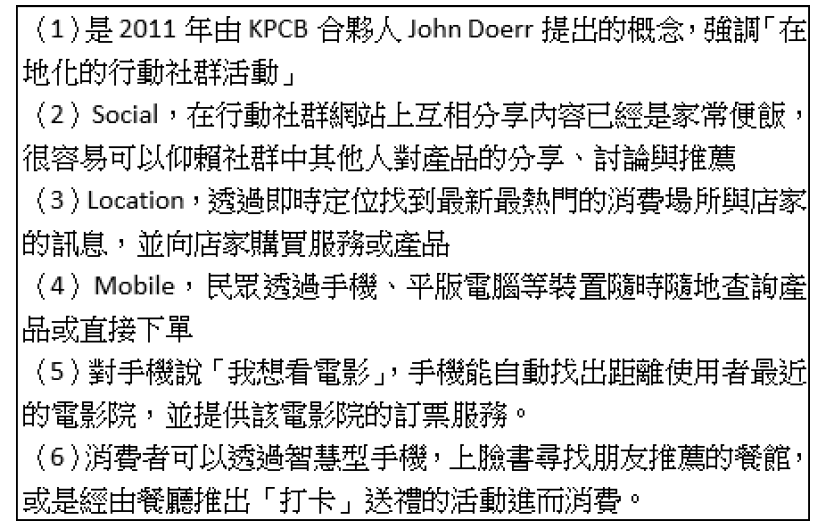 （1）是 2011 年由 KPCB 合夥人 John Doerr 提出的概念，強調「在
地化的行動社群活動」
（2）Social，在行動社群網站上互相分享內容已經是家常便飯，
很容易可以仰賴社群中其他人對產品的分享、討論與推薦
（3）Location，透過即時定位找到最新最熱門的消費場所與店家
的訊息，並向店家購買服務或產品
（4）Mobile，民眾透過手機、平版電腦等裝置隨時隨地查詢產
品或直接下單
（5）對手機說「我想看電影」，手機能自動找出距離使用者最近
的電影院，並提供該電影院的訂票服務。
（6）消費者可以透過智慧型手機，上臉書尋找朋友推薦的餐館，
或是經由餐廳推出「打卡」送禮的活動進而消費。